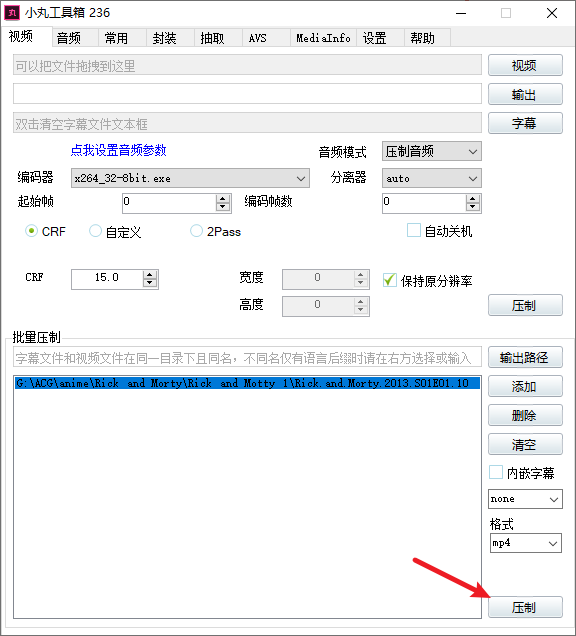 小丸工具箱 236
视频 音频 常用 封装 抽取 AVS MediaInfo 设置 帮助
可以把文件拖拽到这里 视频
输出
双击清空字幕文件文本框 字幕
点我设置音频参数 音频模式 压制音频
编码器 x264_32-8bit.exe 分离器 auto
起始帧 0 编码帧数 0
CRF 自定义 2Pass 自动关机
CRF 15.0 宽度 0 保持原分辨率
高度 0 压制
批量压制
字幕文件和视频文件在同一目录下且同名，不同名仅有语言后缀时请在右方选择或输入 输出路径
G:\ACG\anime\Rick and Morty\Rick and Motty 1\Rick.and.Morty.2013.S01E01.10 添加
删除
清空
内嵌字幕
none
格式
mp4
压制